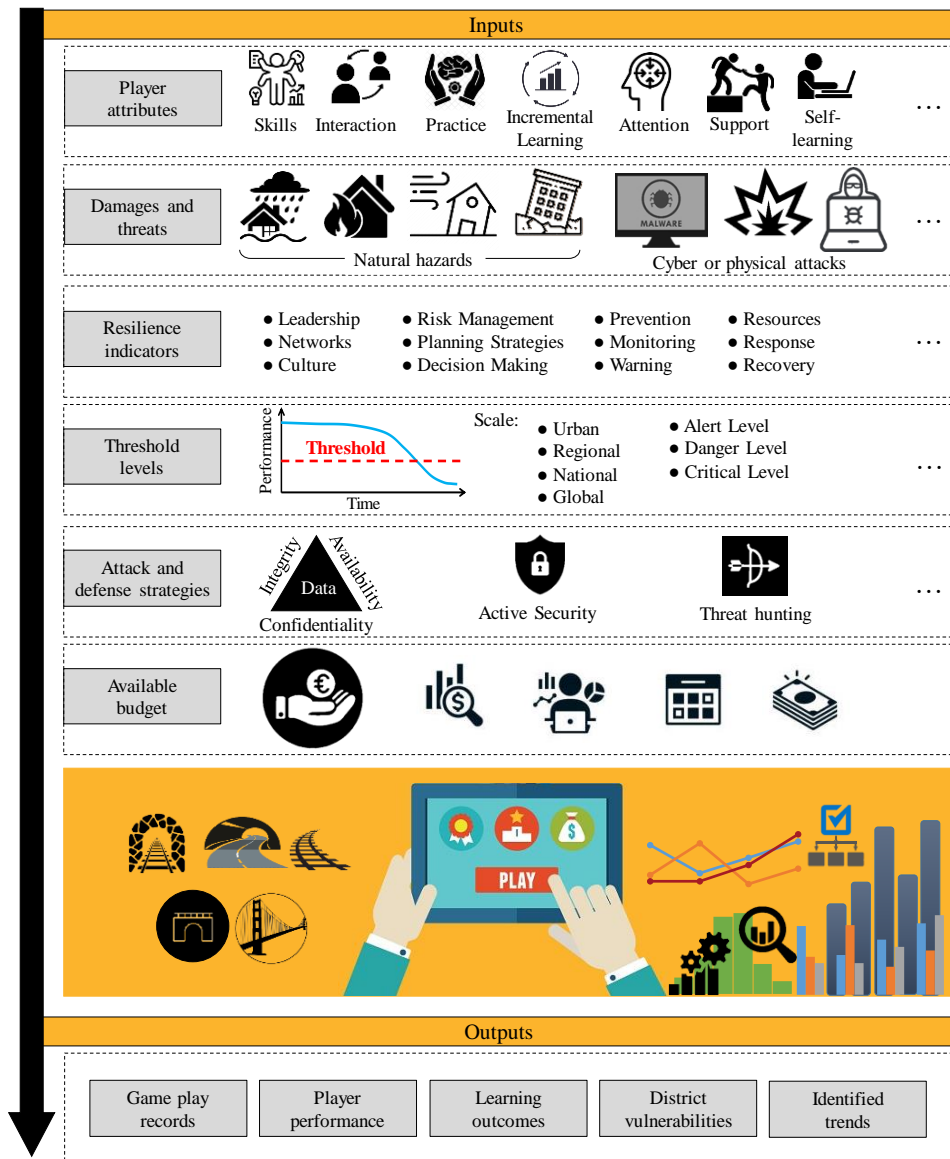 Inputs
Player
attributes
Skills
Interaction
Practice
Incremental
Learning
Attention
Support
Self-
learning
...
Damages and
threats
MALWARE
Natural hazards
Cyber or physical attacks
...
Resilience
indicators
● Leadership
● Networks
● Culture
● Risk Management
● Planning Strategies
● Decision Making
● Prevention
● Monitoring
● Warning
● Resources
● Response
● Recovery
...
Threshold
levels
Performance
Threshold
Time
Scale:
● Urban
● Regional
● National
● Global
● Alert Level
● Danger Level
● Critical Level
...
Attack and
defense strategies
Integrity
Availability
Data
Confidentiality
Active Security
Threat hunting
...
Available
budget
€
$
$
1
PLAY
Outputs
Game play
records
Player
performance
Learning
outcomes
District
vulnerabilities
Identified
trends